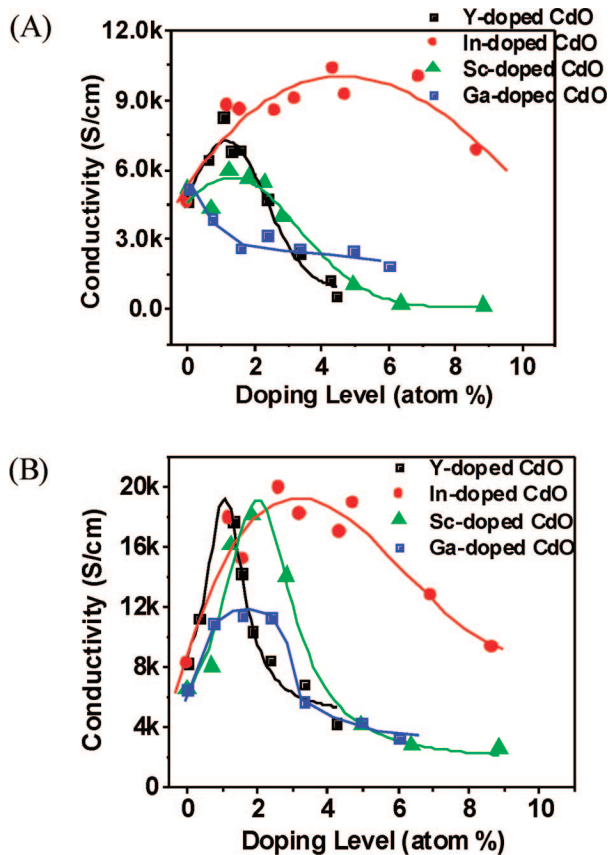 (A)
Y-doped CdO
In-doped CdO
Sc-doped CdO
Ga-doped CdO
12.0k
9.0k
6.0k
3.0k
0.0
Conductivity (S/cm)
0 2 4 6 8 10
Doping Level (atom %)
(B)
Y-doped CdO
In-doped CdO
Sc-doped CdO
Ga-doped CdO
20k
16k
12k
8k
4k
0
Conductivity (S/cm)
0 2 4 6 8 10
Doping Level (atom %)